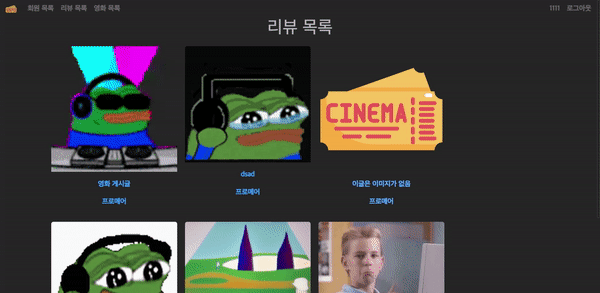 회원 목록 리뷰 목록 영화 목록 1111 로그아웃
리뷰 목록
CINEMA
영화 게시글 dsad 이글은 이미지가 없음
프로메어 프로메어 프로메어